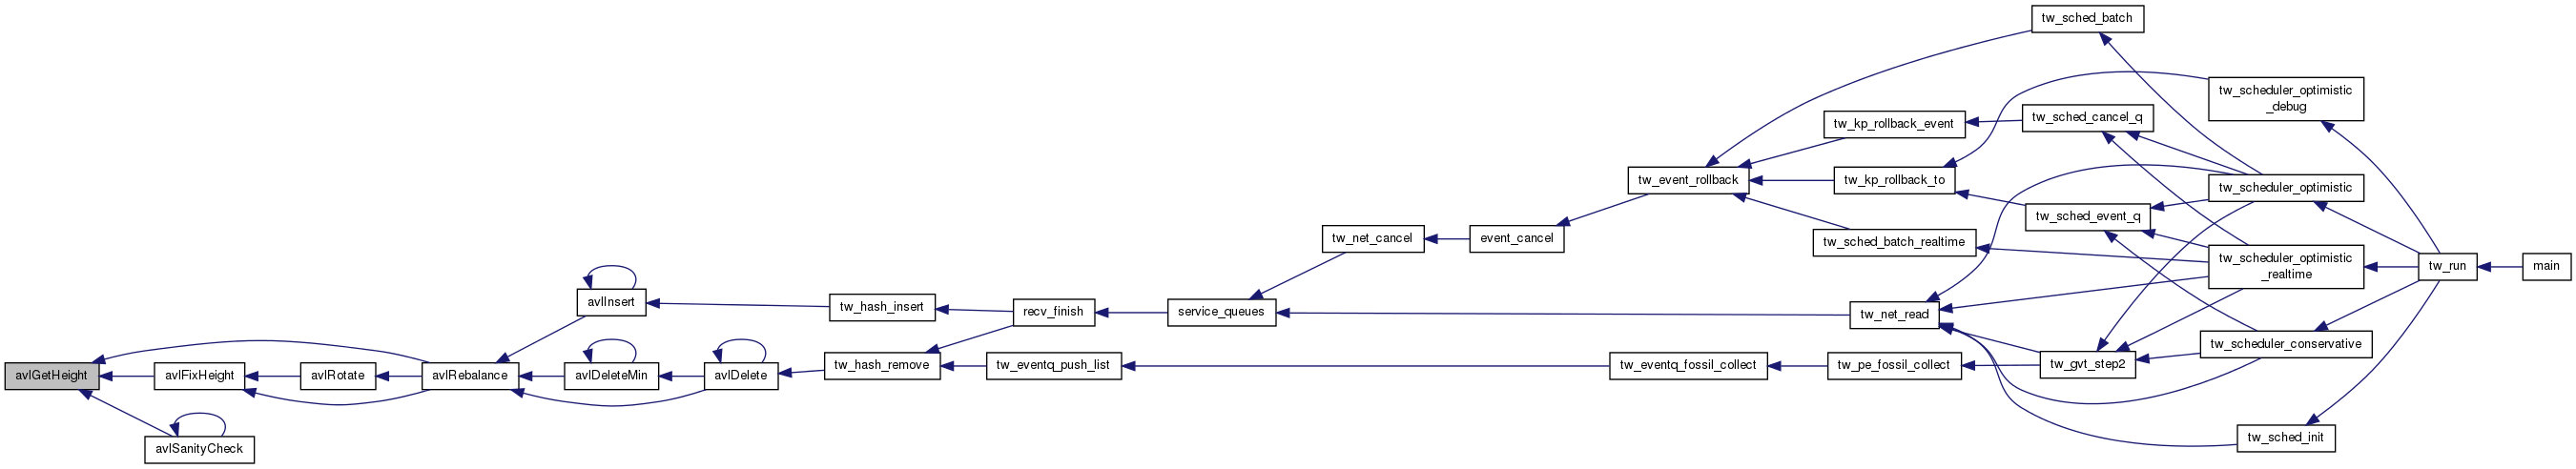 avlGetHeight
avlFixHeight
avlSanityCheck
avlRotate
avlRebalance
avlInsert
avlDeleteMin
avlDelete
tw_hash_insert
tw_hash_remove
recv_finish
tw_eventq_push_list
service_queues
tw_net_cancel
event_cancel
tw_eventq_fossil_collect
tw_event_rollback
tw_kp_rollback_event
tw_kp_rollback_to
tw_sched_batch_realtime
tw_net_read
tw_pe_fossil_collect
tw_sched_batch
tw_sched_cancel_q
tw_sched_event_q
tw_gvt_step2
tw_scheduler_optimistic
_debug
tw_scheduler_optimistic
tw_scheduler_optimistic
_realtime
tw_scheduler_conservative
tw_sched_init
tw_run
main